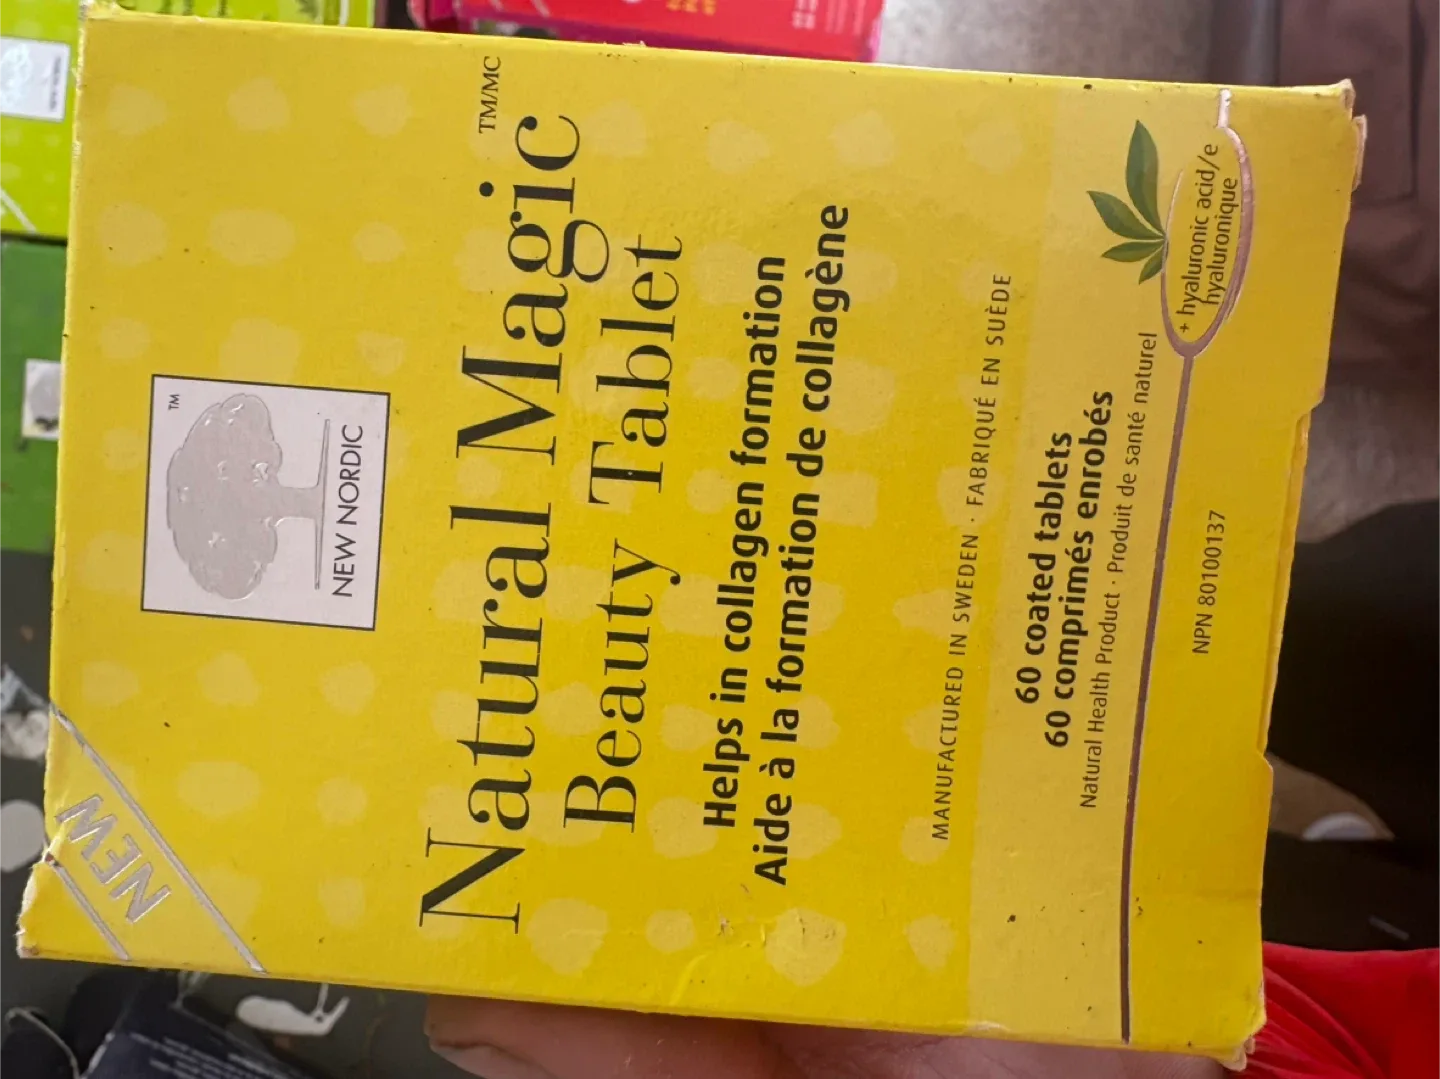 NEW
TM
NEW NORDIC
Natural Magic TM/MC
Beauty Tablet
Helps in collagen formation
Aide à la formation de collagène
MANUFACTURED IN SWEDEN · FABRIQUÉ EN SUÈDE
60 coated tablets
60 comprimés enrobés
Natural Health Product · Produit de santé naturel
+ hyaluronic acid/e
hyaluronique
NPN 80100137